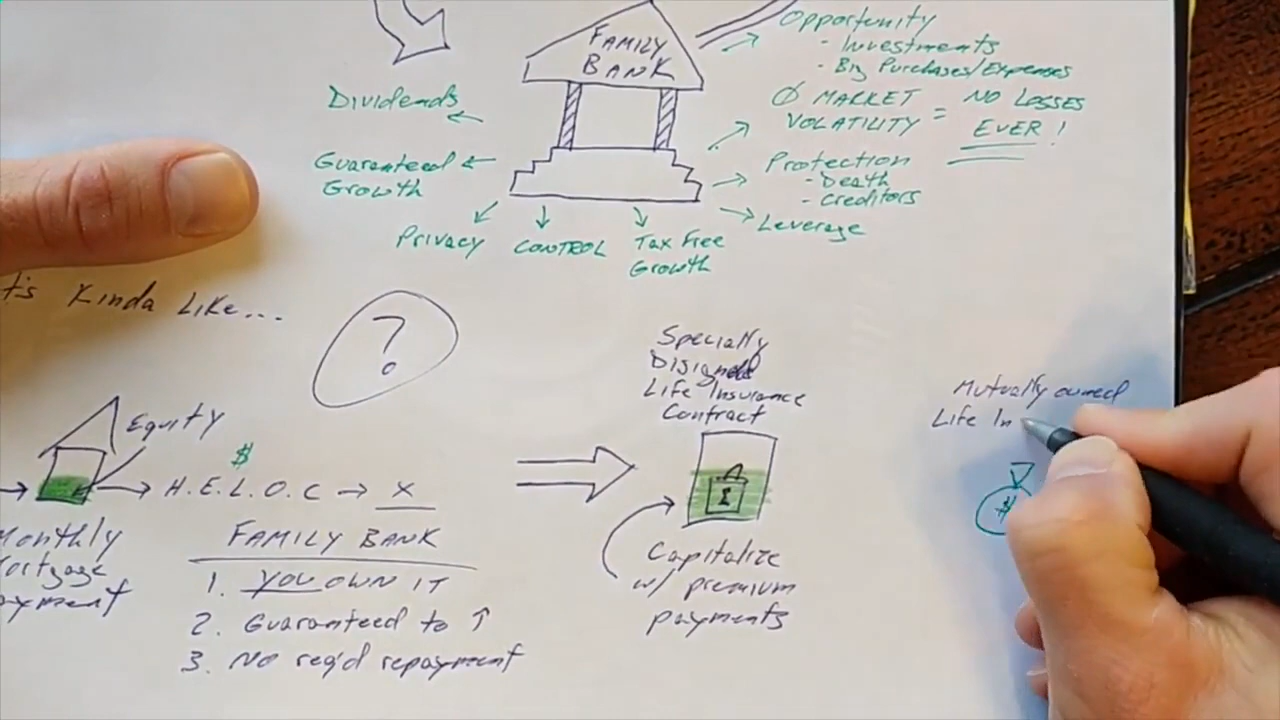 FAMILY
BANK
Opportunity
- Investments
- Big Purchases/Expenses
Dividends
Ø MARKET
VOLATILITY
= NO LOSSES
EVER!
Guaranteed
Growth
Protection
- Death
- Creditors
Leverage
Privacy
CONTROL
Tax Free
Growth
t's Kinda Like...
?
Specially
Disigned
Life Insurance
Contract
Mutually owned
Life In
$
Equity
$
H.E.L.O.C → X
Monthly
Mortgage
payment
FAMILY BANK
1. YOU OWN IT
2. Guaranteed to ↑
3. No req'd repayment
Capitalize
w/ premium
payments